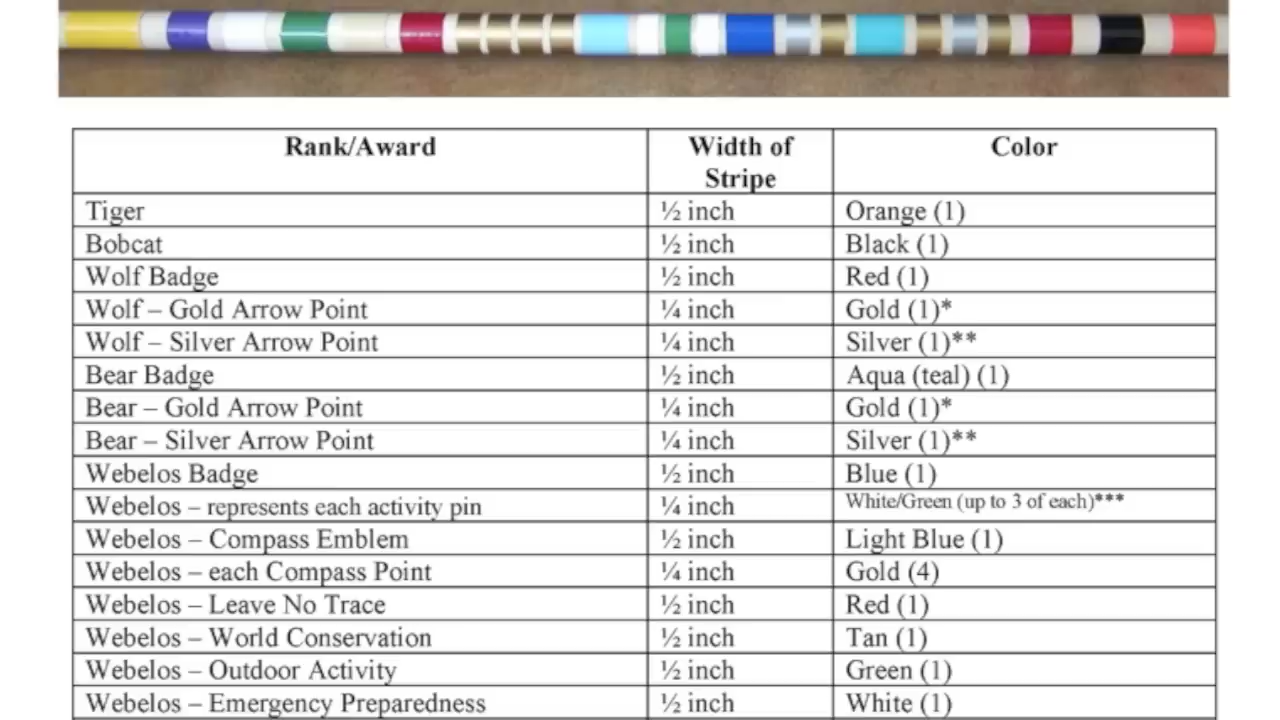 Rank/Award Width of Stripe Color
Tiger ½ inch Orange (1)
Bobcat ½ inch Black (1)
Wolf Badge ½ inch Red (1)
Wolf – Gold Arrow Point ¼ inch Gold (1)*
Wolf – Silver Arrow Point ¼ inch Silver (1)**
Bear Badge ½ inch Aqua (teal) (1)
Bear – Gold Arrow Point ¼ inch Gold (1)*
Bear – Silver Arrow Point ¼ inch Silver (1)**
Webelos Badge ½ inch Blue (1)
Webelos – represents each activity pin ¼ inch White/Green (up to 3 of each)***
Webelos – Compass Emblem ½ inch Light Blue (1)
Webelos – each Compass Point ¼ inch Gold (4)
Webelos – Leave No Trace ½ inch Red (1)
Webelos – World Conservation ½ inch Tan (1)
Webelos – Outdoor Activity ½ inch Green (1)
Webelos – Emergency Preparedness ½ inch White (1)